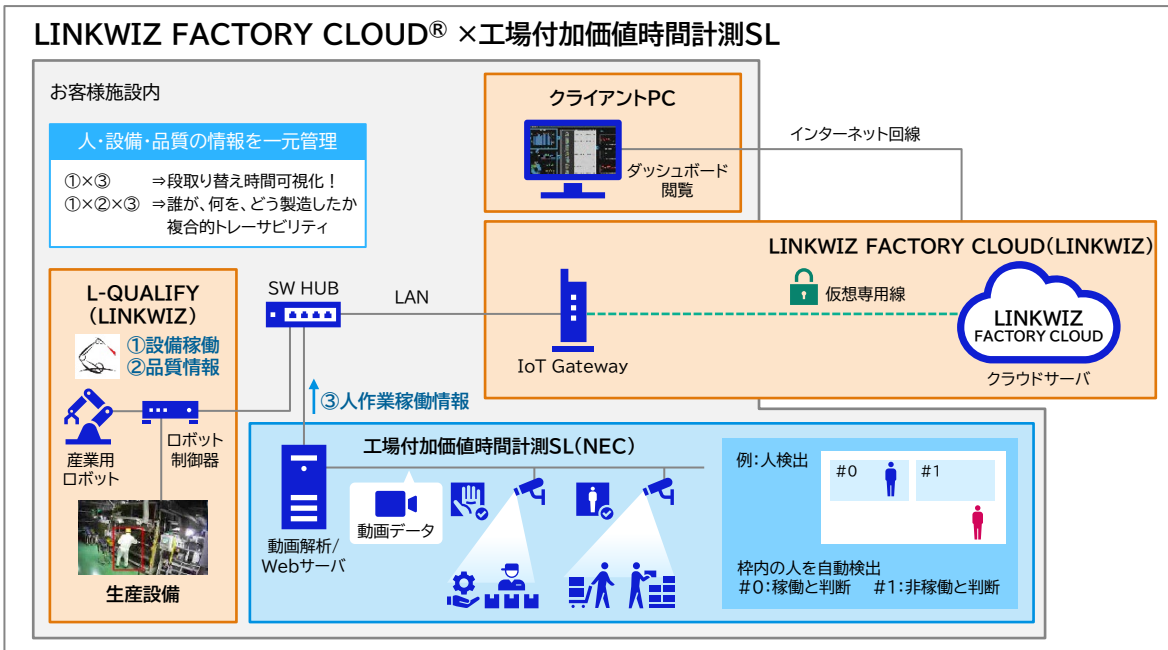 LINKWIZ FACTORY CLOUD® ×工場付加価値時間計測SL
お客様施設内
人・設備・品質の情報を一元管理
①×③ ⇒段取り替え時間可視化！
①×②×③ ⇒誰が、何を、どう製造したか
複合的トレーサビリティ
クライアントPC
ダッシュボード
閲覧
インターネット回線
LINKWIZ FACTORY CLOUD(LINKWIZ)
仮想専用線
IoT Gateway
LINKWIZ
FACTORY CLOUD
クラウドサーバ
SW HUB
LAN
L-QUALIFY
(LINKWIZ)
①設備稼働
②品質情報
産業用
ロボット
ロボット
制御器
生産設備
③人作業稼働情報
工場付加価値時間計測SL(NEC)
動画解析/
Webサーバ
動画データ
例：人検出
#0
#1
枠内の人を自動検出
#0：稼働と判断 #1：非稼働と判断